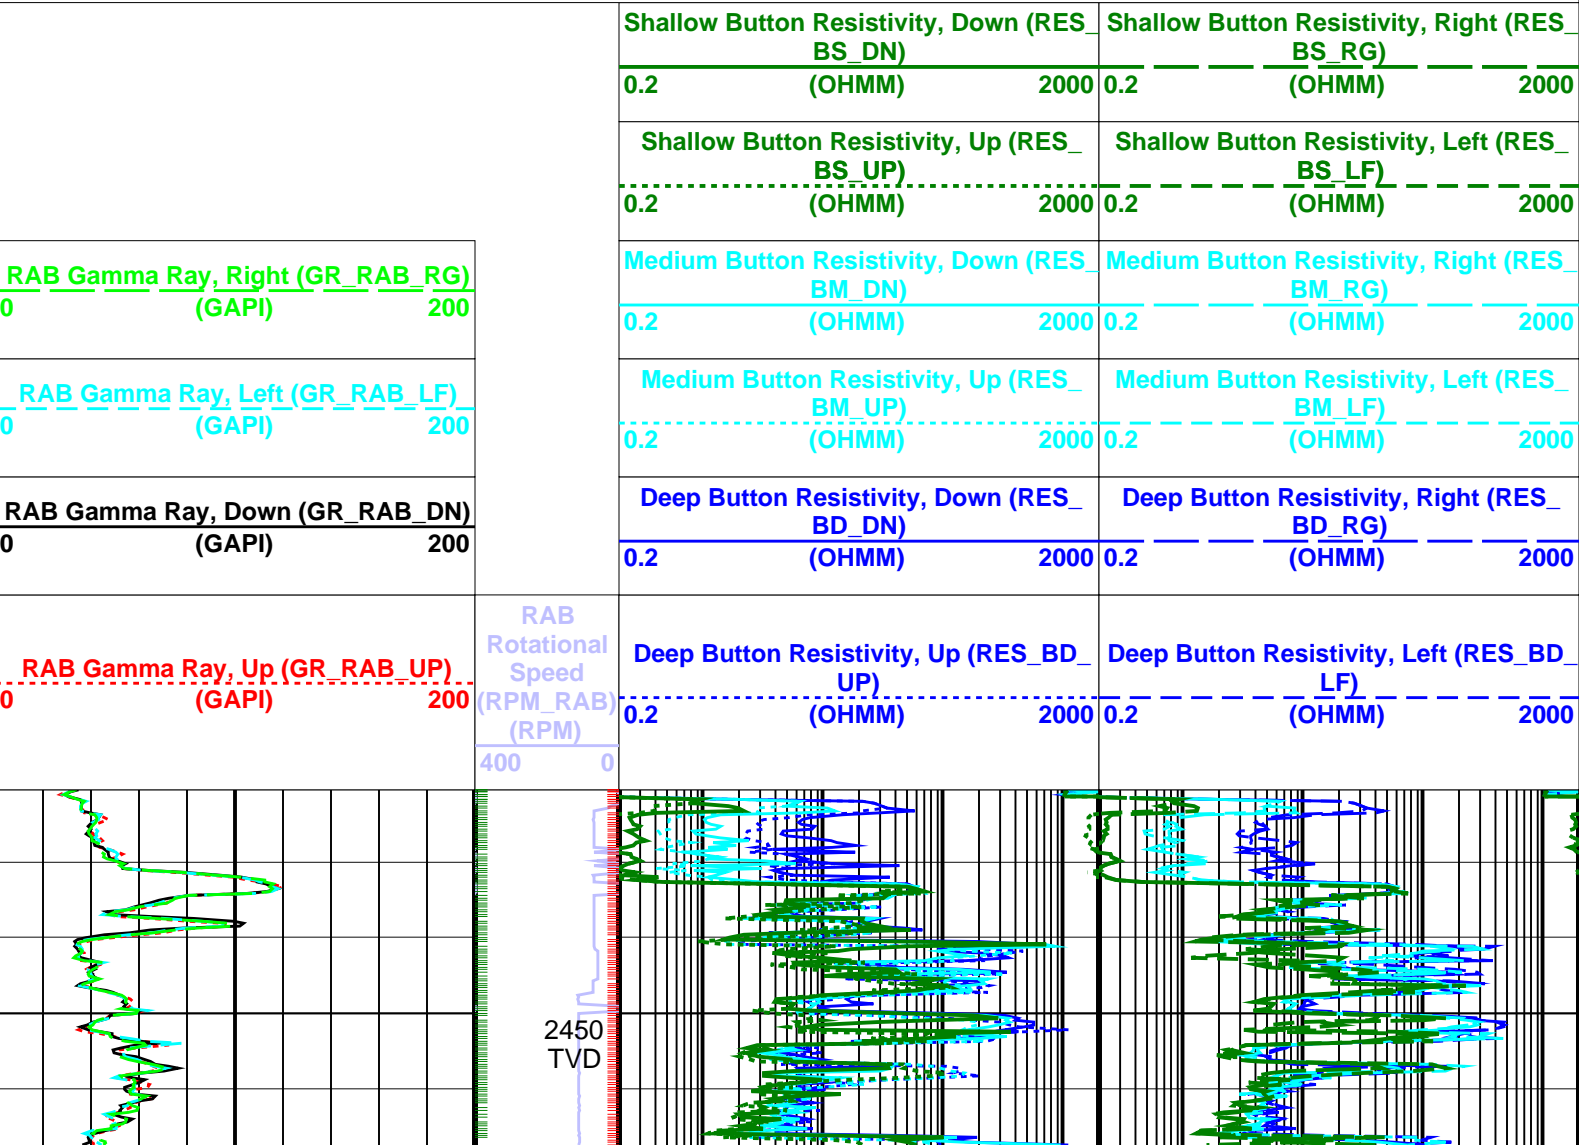 Shallow Button Resistivity, Down (RES_
BS_DN)
0.2 (OHMM) 2000
Shallow Button Resistivity, Right (RES_
BS_RG)
0.2 (OHMM) 2000
Shallow Button Resistivity, Up (RES_
BS_UP)
0.2 (OHMM) 2000
Shallow Button Resistivity, Left (RES_
BS_LF)
0.2 (OHMM) 2000
RAB Gamma Ray, Right (GR_RAB_RG)
0 (GAPI) 200
Medium Button Resistivity, Down (RES_
BM_DN)
0.2 (OHMM) 2000
Medium Button Resistivity, Right (RES_
BM_RG)
0.2 (OHMM) 2000
RAB Gamma Ray, Left (GR_RAB_LF)
0 (GAPI) 200
Medium Button Resistivity, Up (RES_
BM_UP)
0.2 (OHMM) 2000
Medium Button Resistivity, Left (RES_
BM_LF)
0.2 (OHMM) 2000
RAB Gamma Ray, Down (GR_RAB_DN)
0 (GAPI) 200
Deep Button Resistivity, Down (RES_
BD_DN)
0.2 (OHMM) 2000
Deep Button Resistivity, Right (RES_
BD_RG)
0.2 (OHMM) 2000
RAB Gamma Ray, Up (GR_RAB_UP)
0 (GAPI) 200
RAB
Rotational
Speed
(RPM_RAB)
(RPM)
400 0
Deep Button Resistivity, Up (RES_BD_
UP)
0.2 (OHMM) 2000
Deep Button Resistivity, Left (RES_BD_
LF)
0.2 (OHMM) 2000
2450
TVD